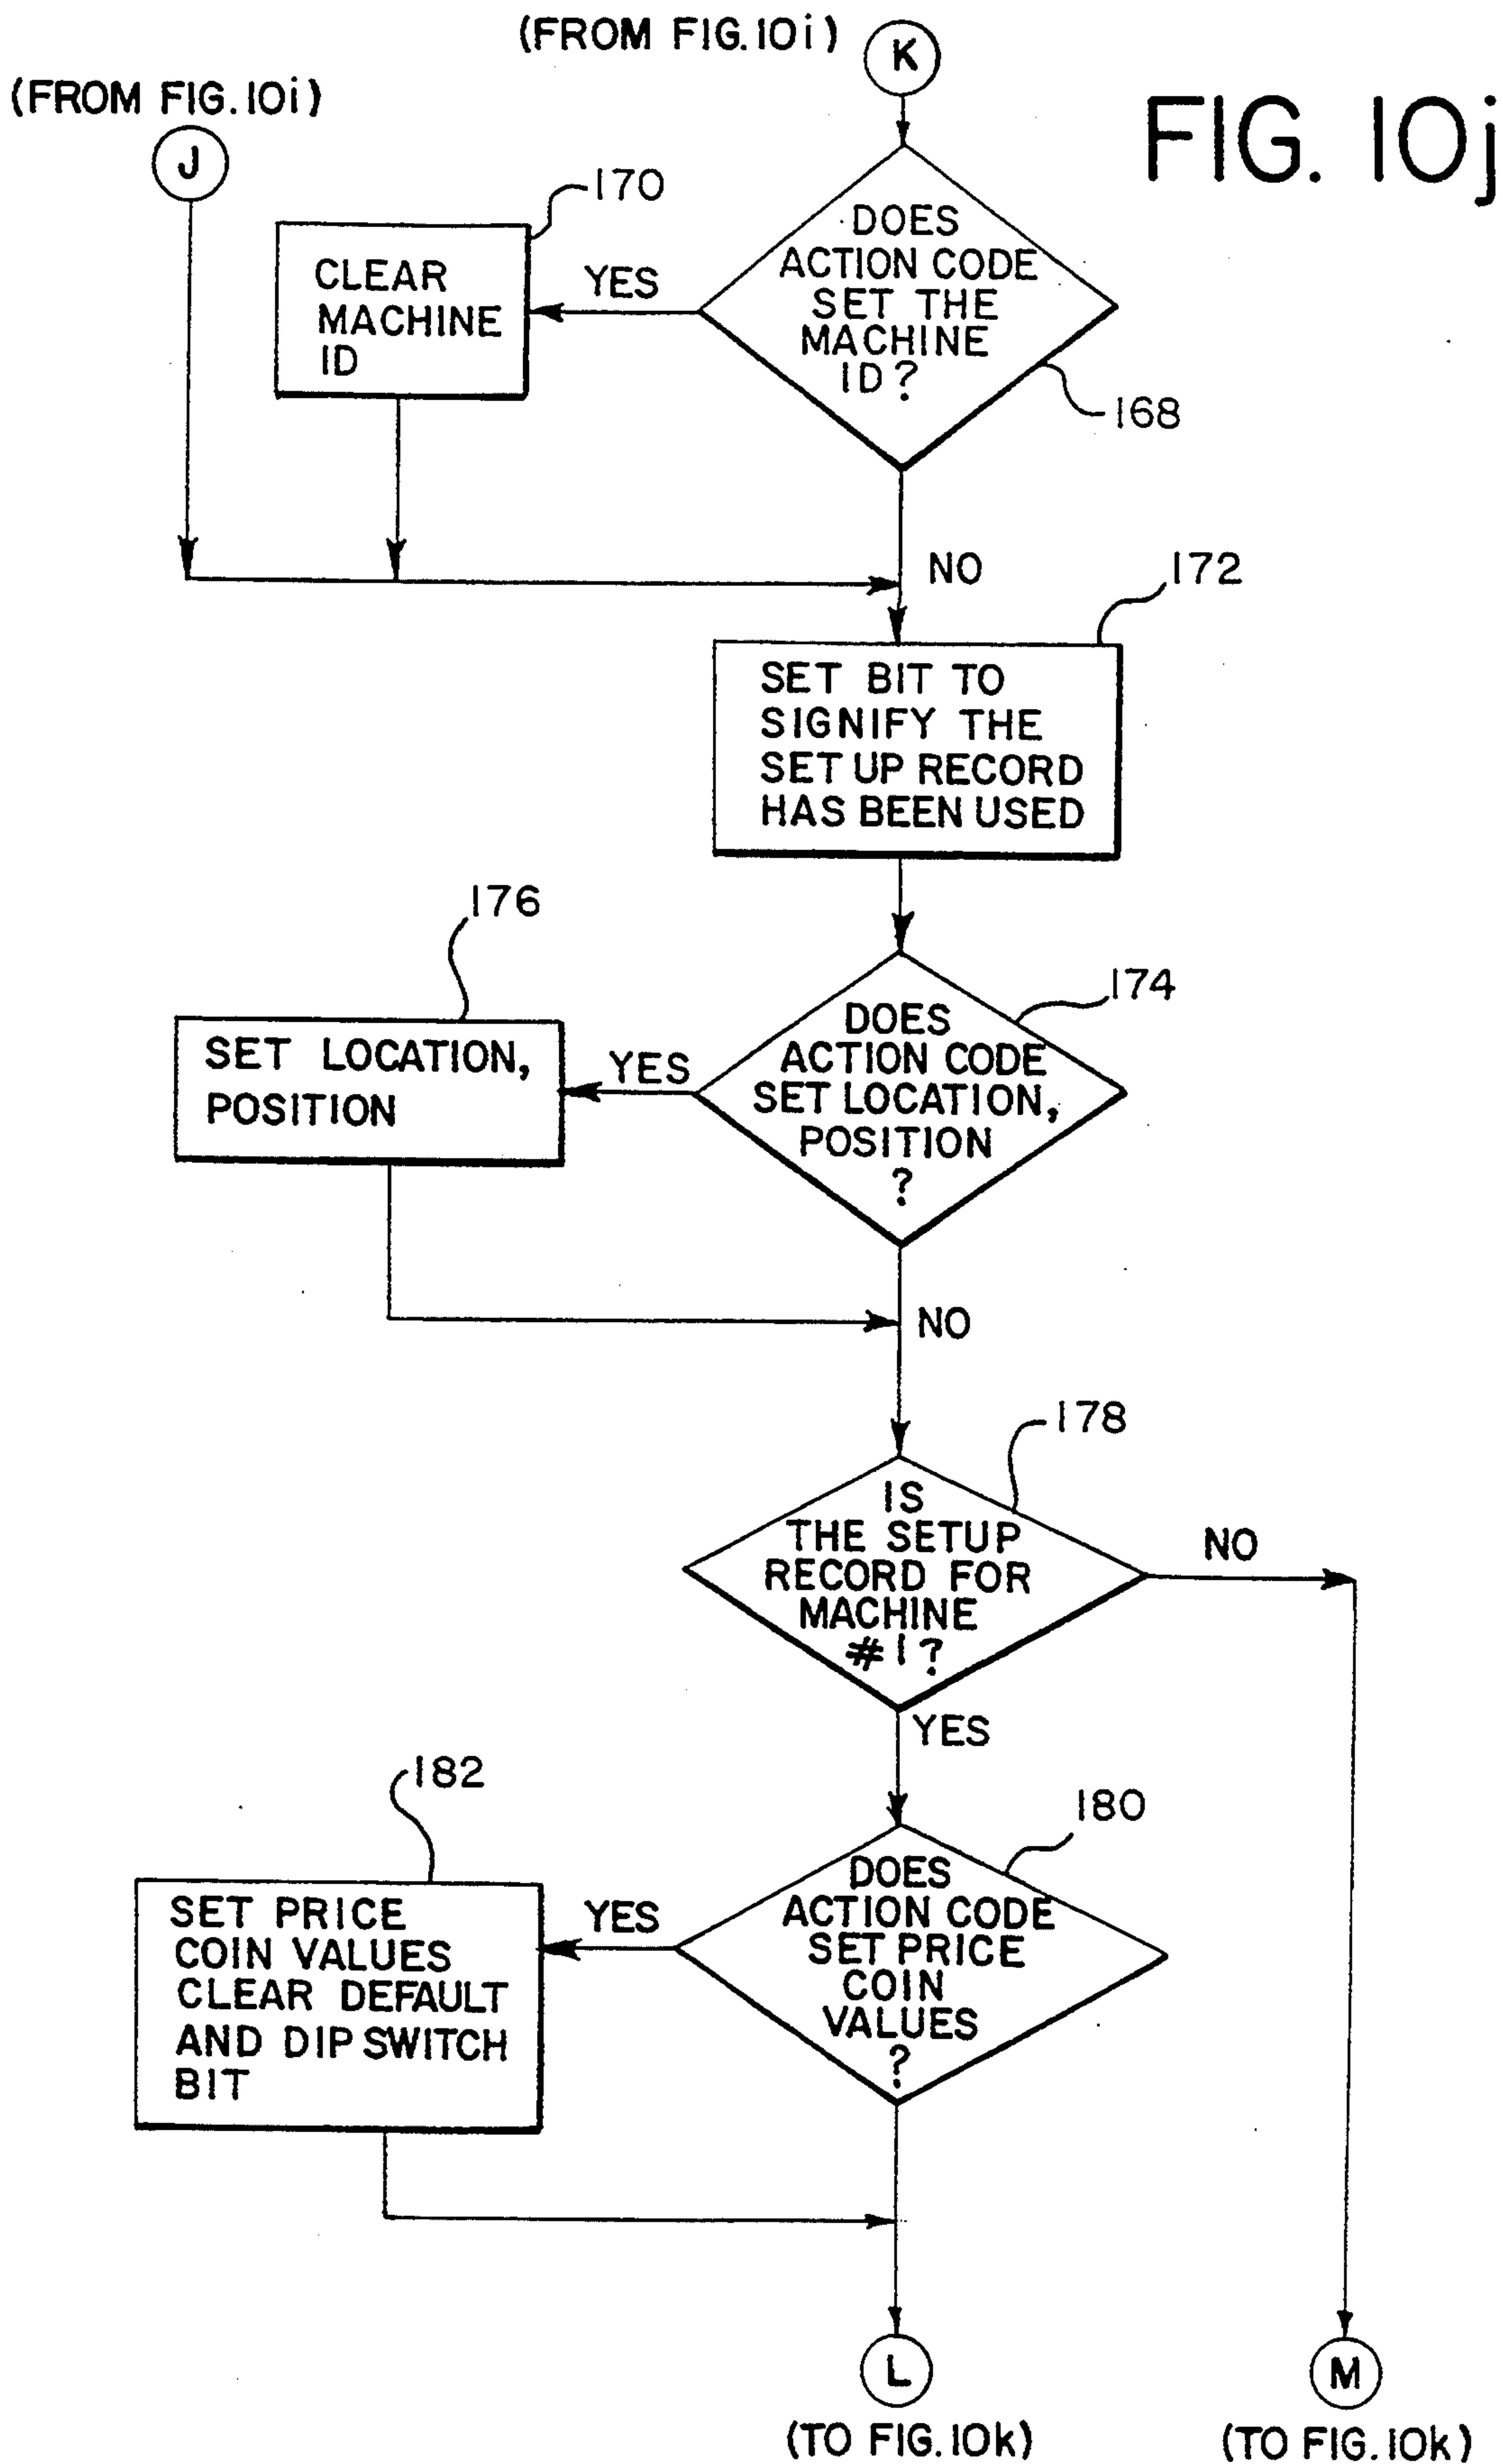 (FROM FIG. 10i)
K
(FROM FIG. 10i)
J
FIG. 10j
170
CLEAR
MACHINE
ID
YES
DOES
ACTION CODE
SET THE
MACHINE
ID?
168
NO
172
SET BIT TO
SIGNIFY THE
SET UP RECORD
HAS BEEN USED
176
SET LOCATION,
POSITION
YES
174
DOES
ACTION CODE
SET LOCATION,
POSITION
?
NO
178
IS
THE SETUP
RECORD FOR
MACHINE
#1?
NO
YES
182
SET PRICE
COIN VALUES
CLEAR DEFAULT
AND DIP SWITCH
BIT
YES
180
DOES
ACTION CODE
SET PRICE
COIN
VALUES
?
L
(TO FIG. 10k)
M
(TO FIG. 10k)